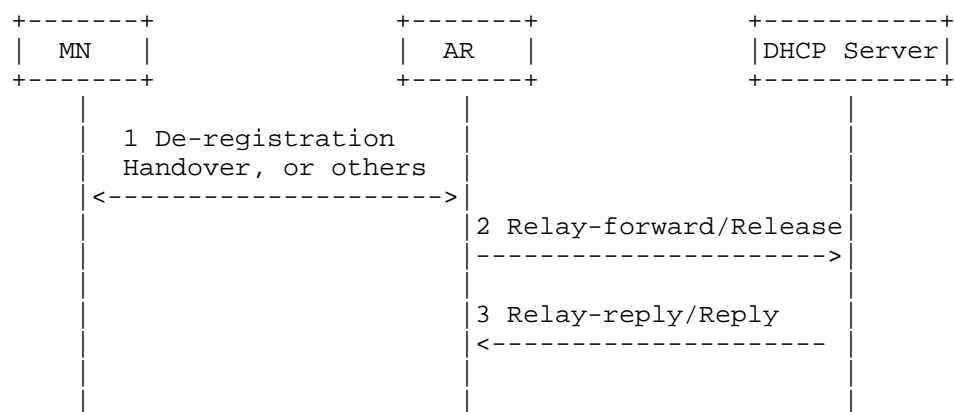 MN AR DHCP Server
1 De-registration
Handover, or others
2 Relay-forward/Release
3 Relay-reply/Reply